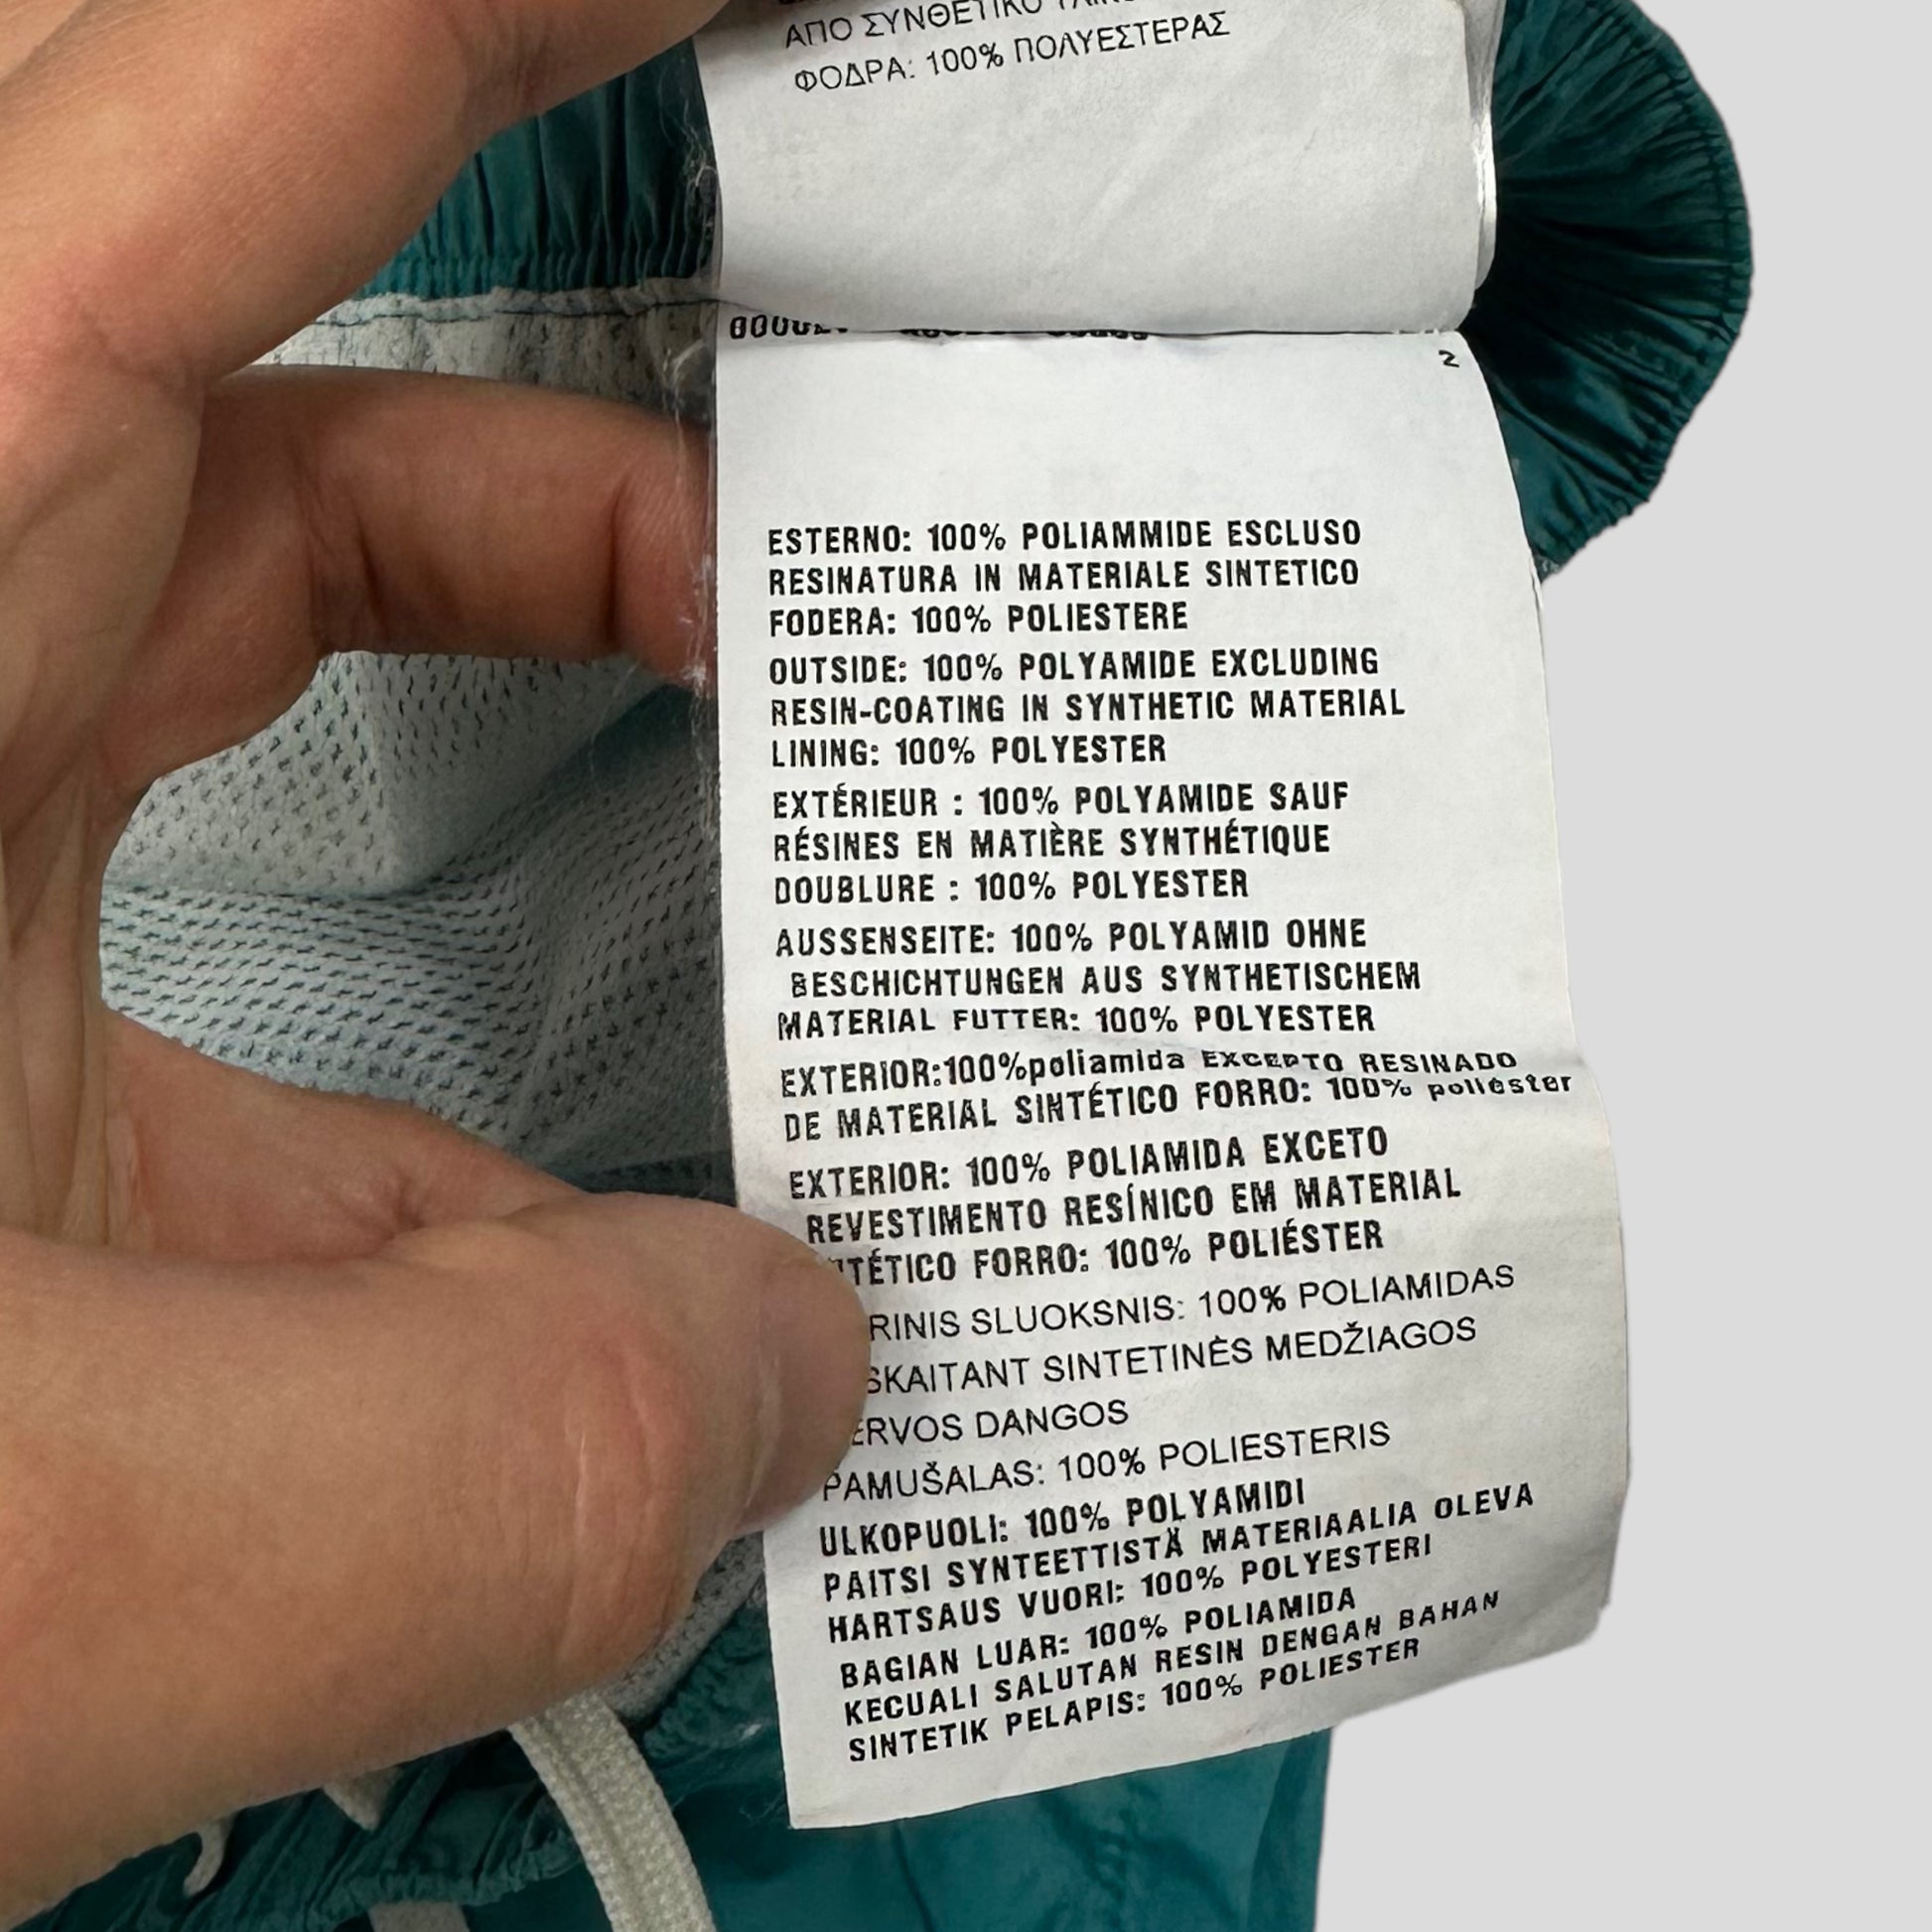 ΑΠΟ ΣΥΝΘΕΤΙΚΟ
ΦΟΔΡΑ: 100% ΠΟΛΥΕΣΤΕΡΑΣ
2
ESTERNO: 100% POLIAMMIDE ESCLUSO
RESINATURA IN MATERIALE SINTETICO
FODERA: 100% POLIESTERE
OUTSIDE: 100% POLYAMIDE EXCLUDING
RESIN-COATING IN SYNTHETIC MATERIAL
LINING: 100% POLYESTER
EXTÉRIEUR : 100% POLYAMIDE SAUF
RÉSINES EN MATIÈRE SYNTHÉTIQUE
DOUBLURE : 100% POLYESTER
AUSSENSEITE: 100% POLYAMID OHNE
BESCHICHTUNGEN AUS SYNTHETISCHEM
MATERIAL FUTTER: 100% POLYESTER
EXTERIOR:100%poliamida EXCEPTO RESINADO
DE MATERIAL SINTÉTICO FORRO: 100% poliéster
EXTERIOR: 100% POLIAMIDA EXCETO
REVESTIMENTO RESÍNICO EM MATERIAL
TÉTICO FORRO: 100% POLIÉSTER
RINIS SLUOKSNIS: 100% POLIAMIDAS
SKAITANT SINTETINĖS MEDŽIAGOS
ERVOS DANGOS
PAMUŠALAS: 100% POLIESTERIS
ULKOPUOLI: 100% POLYAMIDI
PAITSI SYNTEETTISTÄ MATERIAALIA OLEVA
HARTSAUS VUORI: 100% POLYESTERI
BAGIAN LUAR: 100% POLIAMIDA
KECUALI SALUTAN RESIN DENGAN BAHAN
SINTETIK PELAPIS: 100% POLIESTER